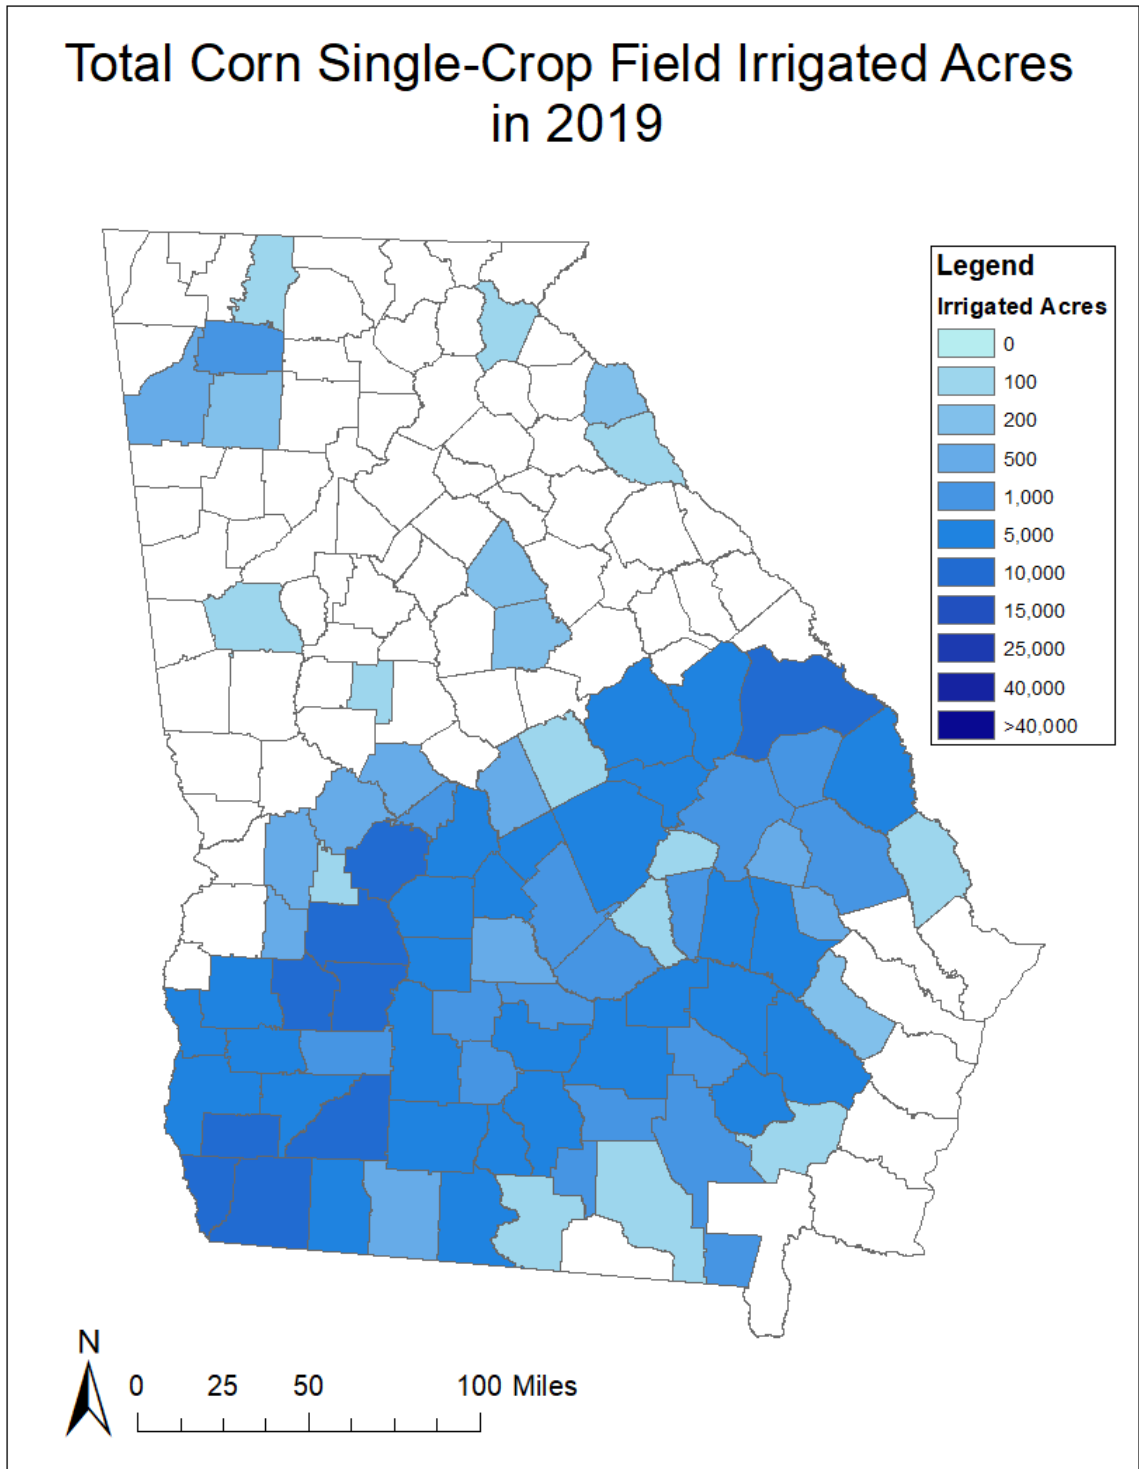 Total Corn Single-Crop Field Irrigated Acres
in 2019
Legend
Irrigated Acres
0
100
200
500
1,000
5,000
10,000
15,000
25,000
40,000
>40,000
N
0 25 50 100 Miles